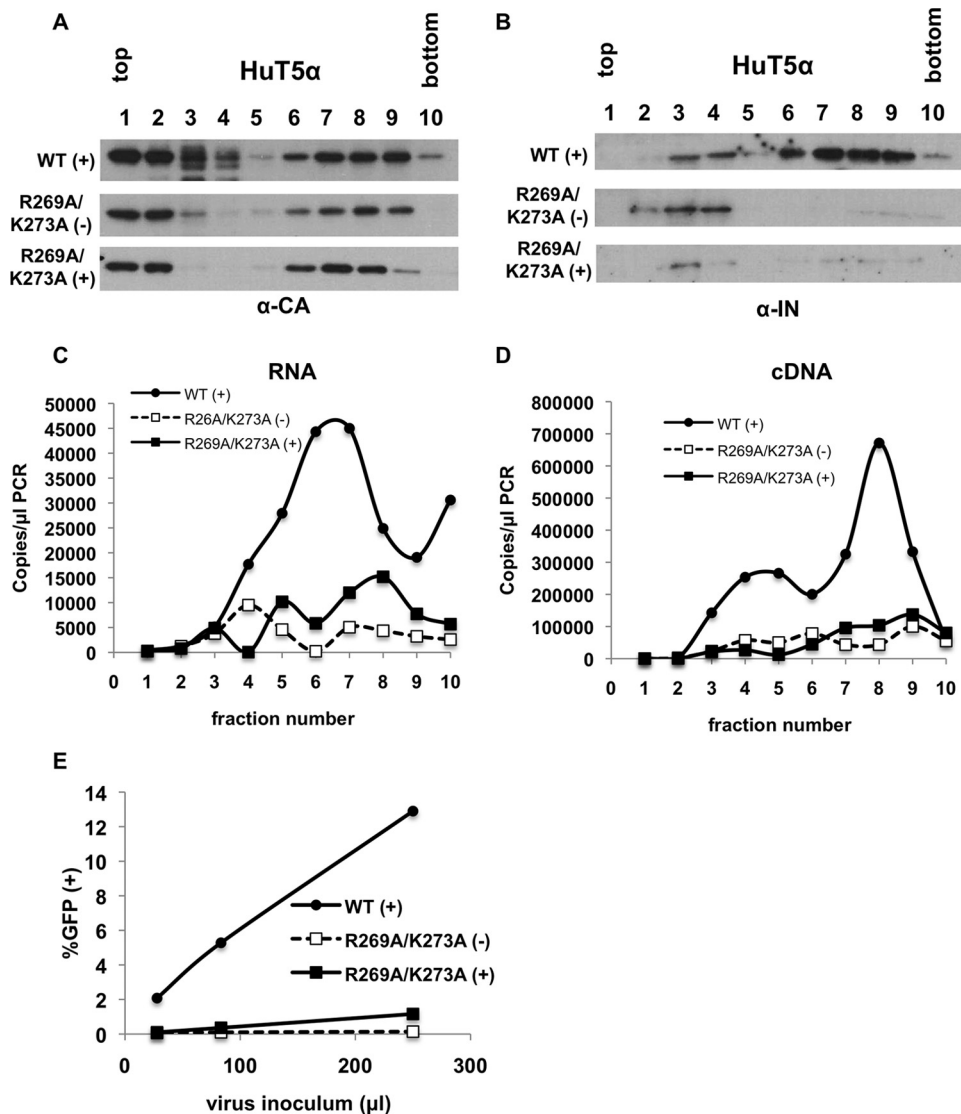 A
top
HuT5α
bottom
1 2 3 4 5 6 7 8 9 10
WT (+)
R269A/
K273A (-)
R269A/
K273A (+)
α-CA
B
top
HuT5α
bottom
1 2 3 4 5 6 7 8 9 10
WT (+)
R269A/
K273A (-)
R269A/
K273A (+)
α-IN
C
RNA
WT (+)
R26A/K273A (-)
R269A/K273A (+)
50000
45000
40000
35000
30000
25000
20000
15000
10000
5000
0
Copies/µl PCR
0 1 2 3 4 5 6 7 8 9 10
fraction number
D
cDNA
WT (+)
R269A/K273A (-)
R269A/K273A (+)
800000
700000
600000
500000
400000
300000
200000
100000
0
Copies/µl PCR
0 1 2 3 4 5 6 7 8 9 10
fraction number
E
14
12
10
8
6
4
2
0
%GFP (+)
WT (+)
R269A/K273A (-)
R269A/K273A (+)
0 100 200 300
virus inoculum (µl)